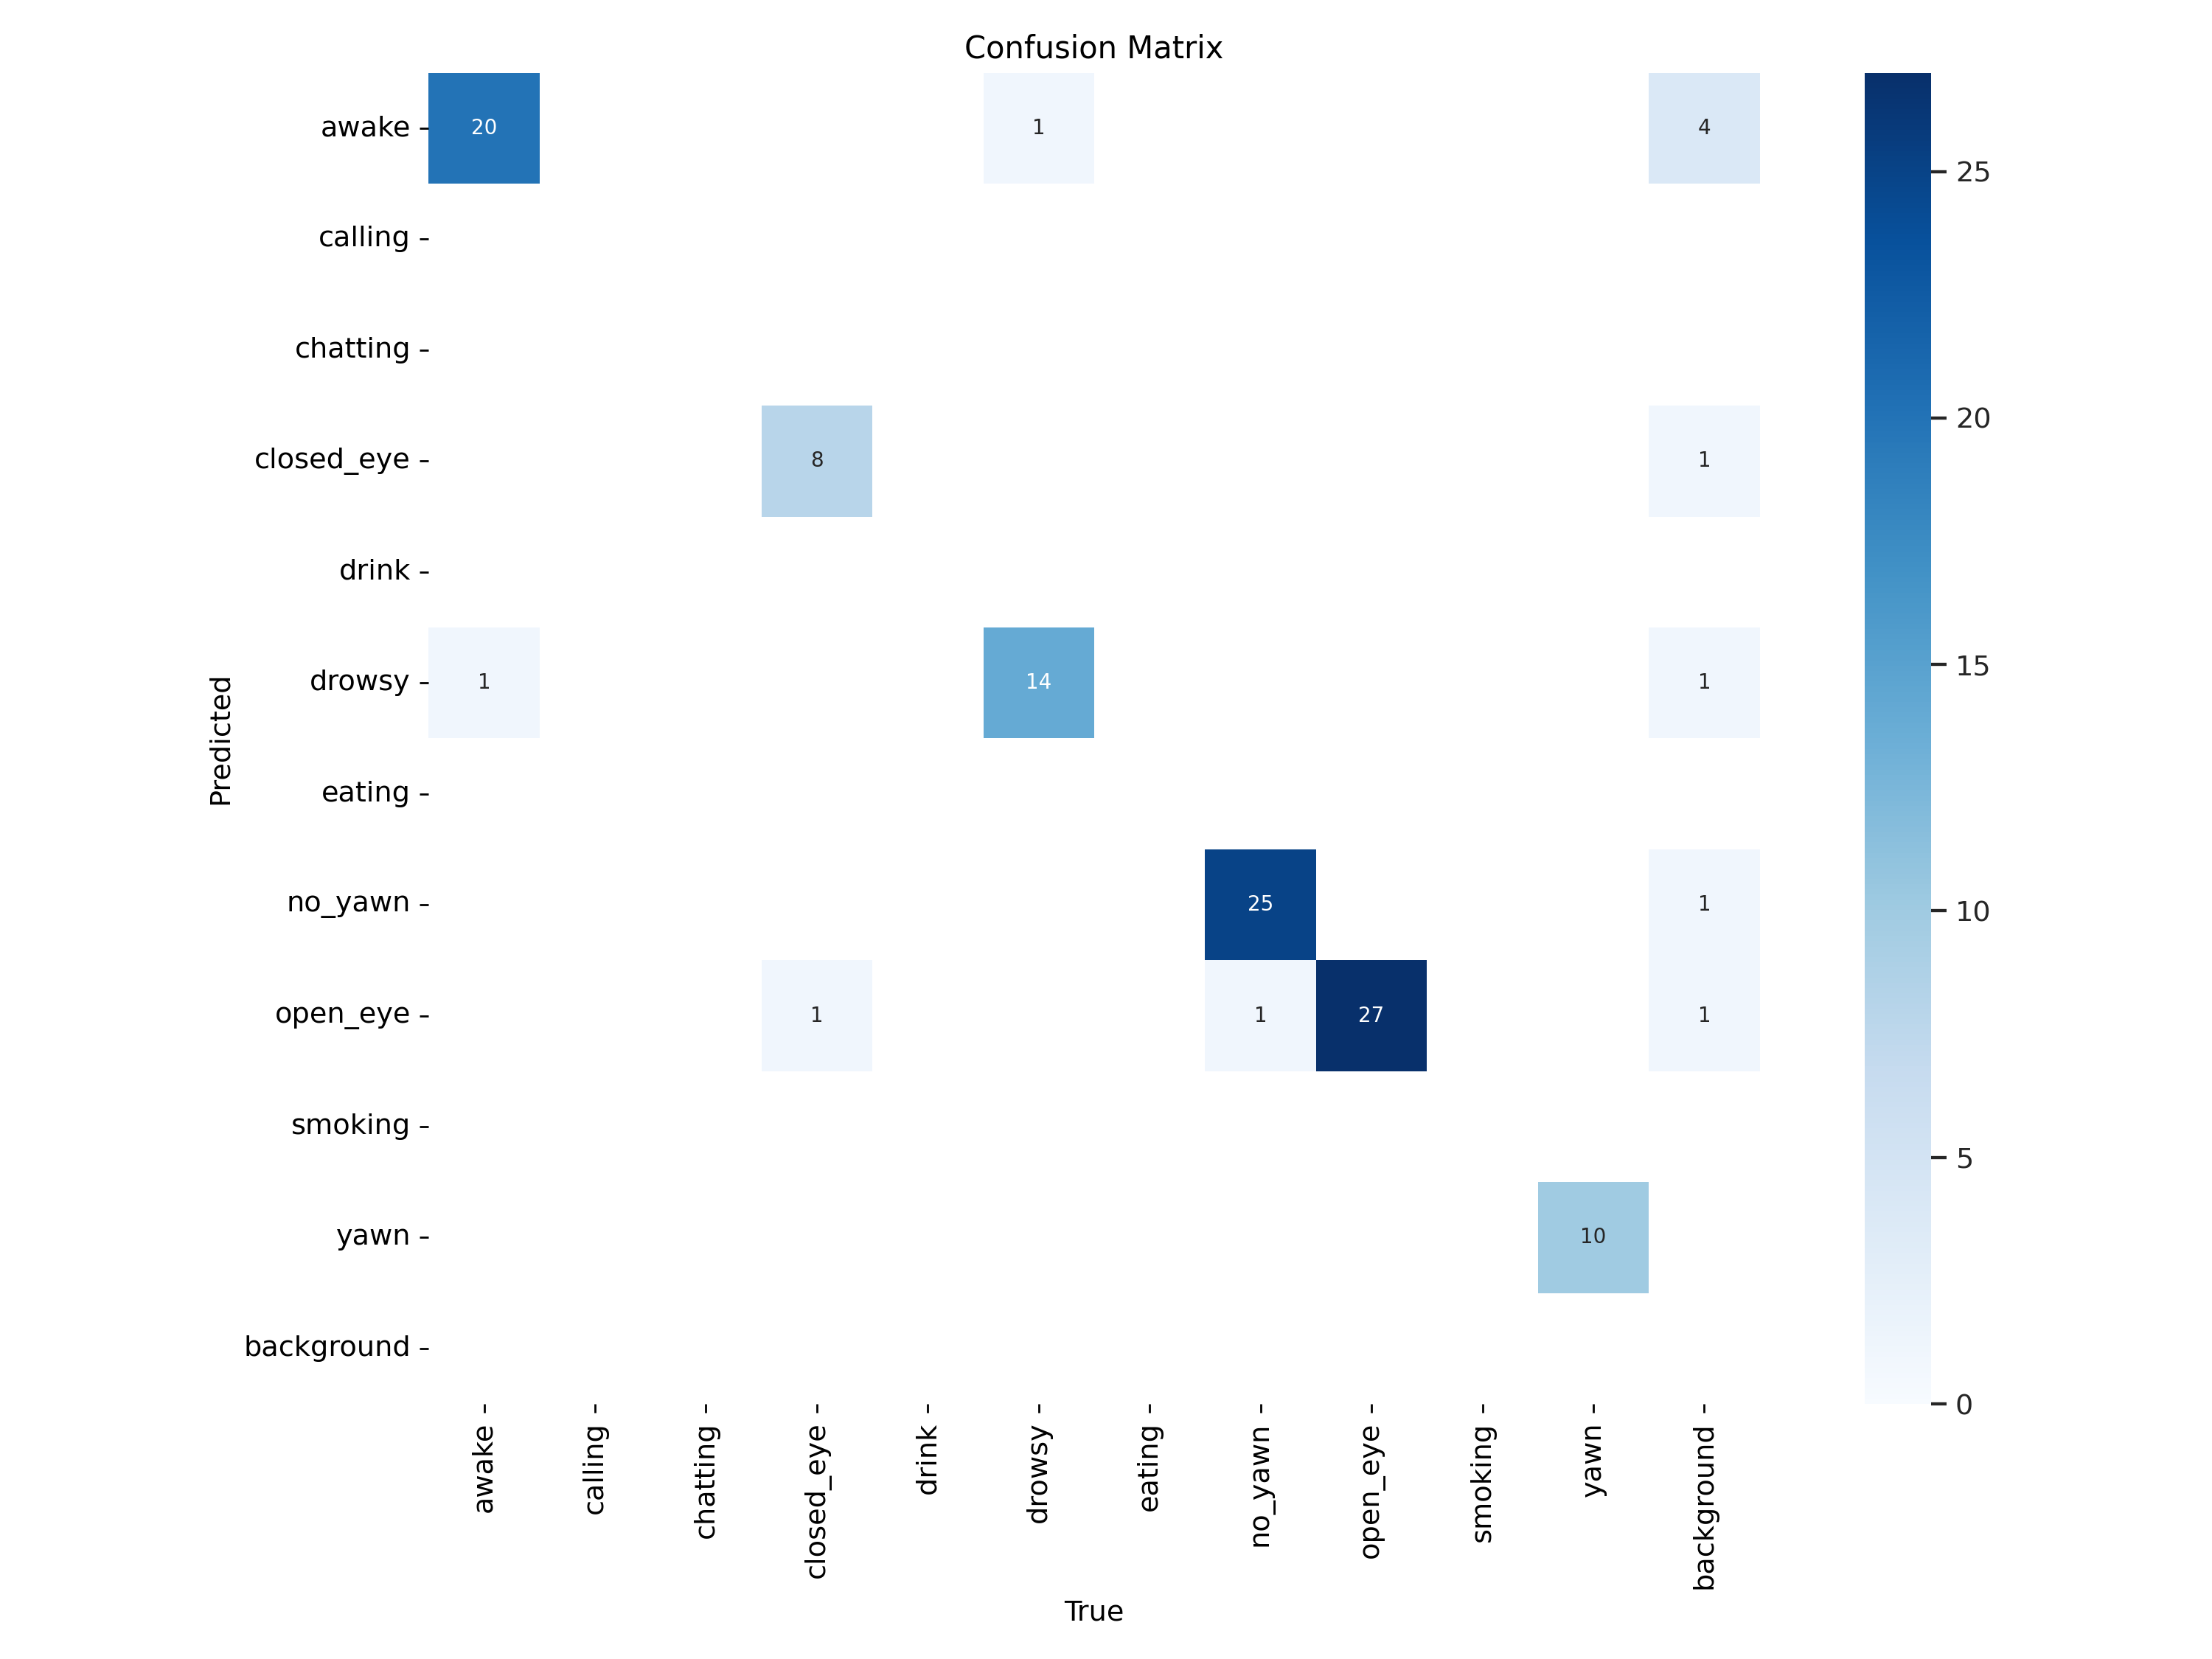 Confusion Matrix
awake
20
1
4
25
calling
chatting
closed_eye
8
1
20
drink
drowsy
1
14
1
15
Predicted
eating
no_yawn
25
1
10
open_eye
1
1
27
1
smoking
5
yawn
10
background
0
awake
calling
chatting
closed_eye
drink
drowsy
eating
no_yawn
open_eye
smoking
yawn
background
True